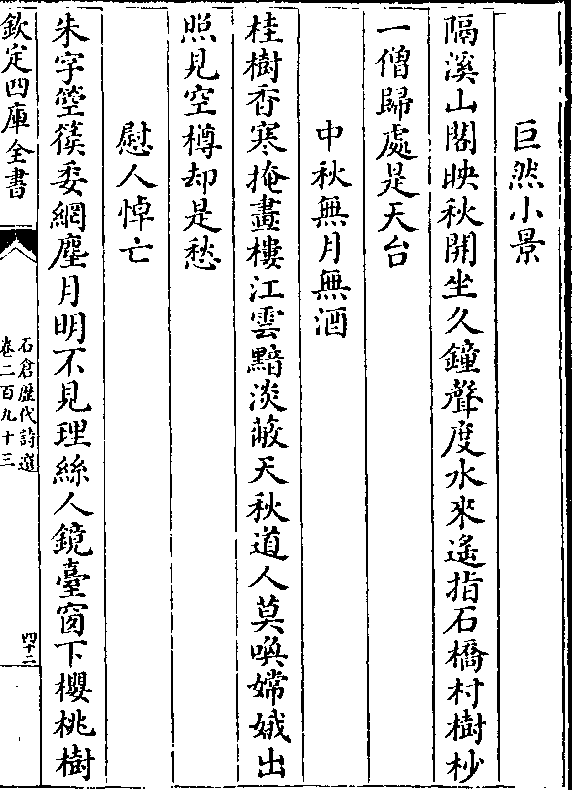 巨然小景
隔溪山閣映秋開坐久鐘聲度水來遙指石橋村樹杪
一僧歸處是天台
中秋無月無酒
桂樹香寒掩畫樓江雲黯淡蔽天秋道人莫喚嫦娥出
照見空樽却是愁
慰人悼亡
朱字箜篌委網塵月明不見理絲人鏡臺窗下櫻桃樹
欽定四庫全書
石倉歷代詩選
卷二百九十三
四十二